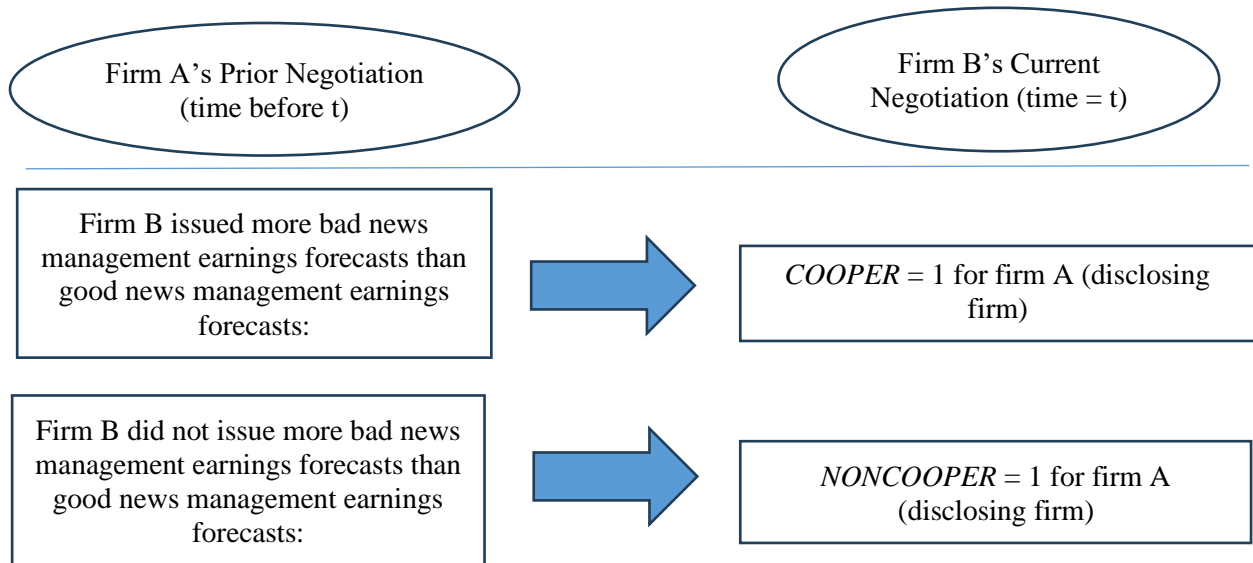 Firm A’s Prior Negotiation
(time before t)
Firm B’s Current
Negotiation (time = t)
Firm B issued more bad news
management earnings forecasts than
good news management earnings
forecasts:
COOPER = 1 for firm A (disclosing
firm)
Firm B did not issue more bad news
management earnings forecasts than
good news management earnings
forecasts:
NONCOOPER = 1 for firm A
(disclosing firm)